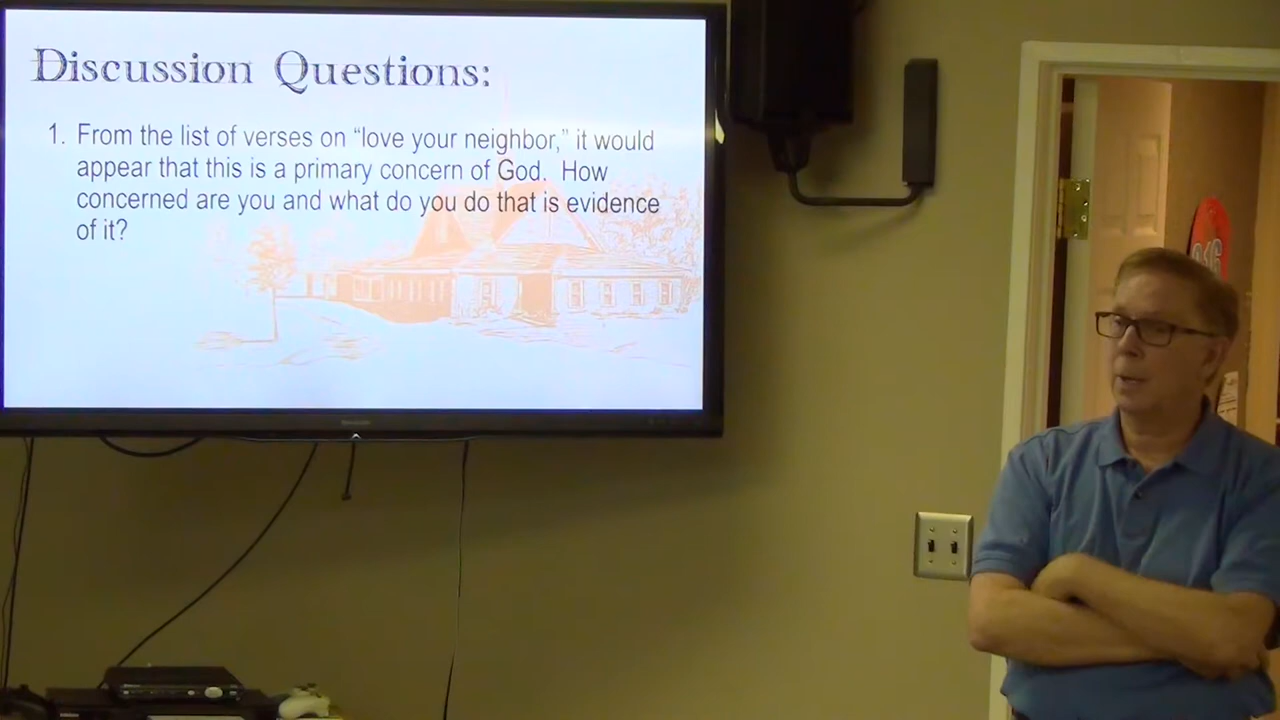 Discussion Questions:
1. From the list of verses on “love your neighbor,” it would
appear that this is a primary concern of God. How
concerned are you and what do you do that is evidence
of it?